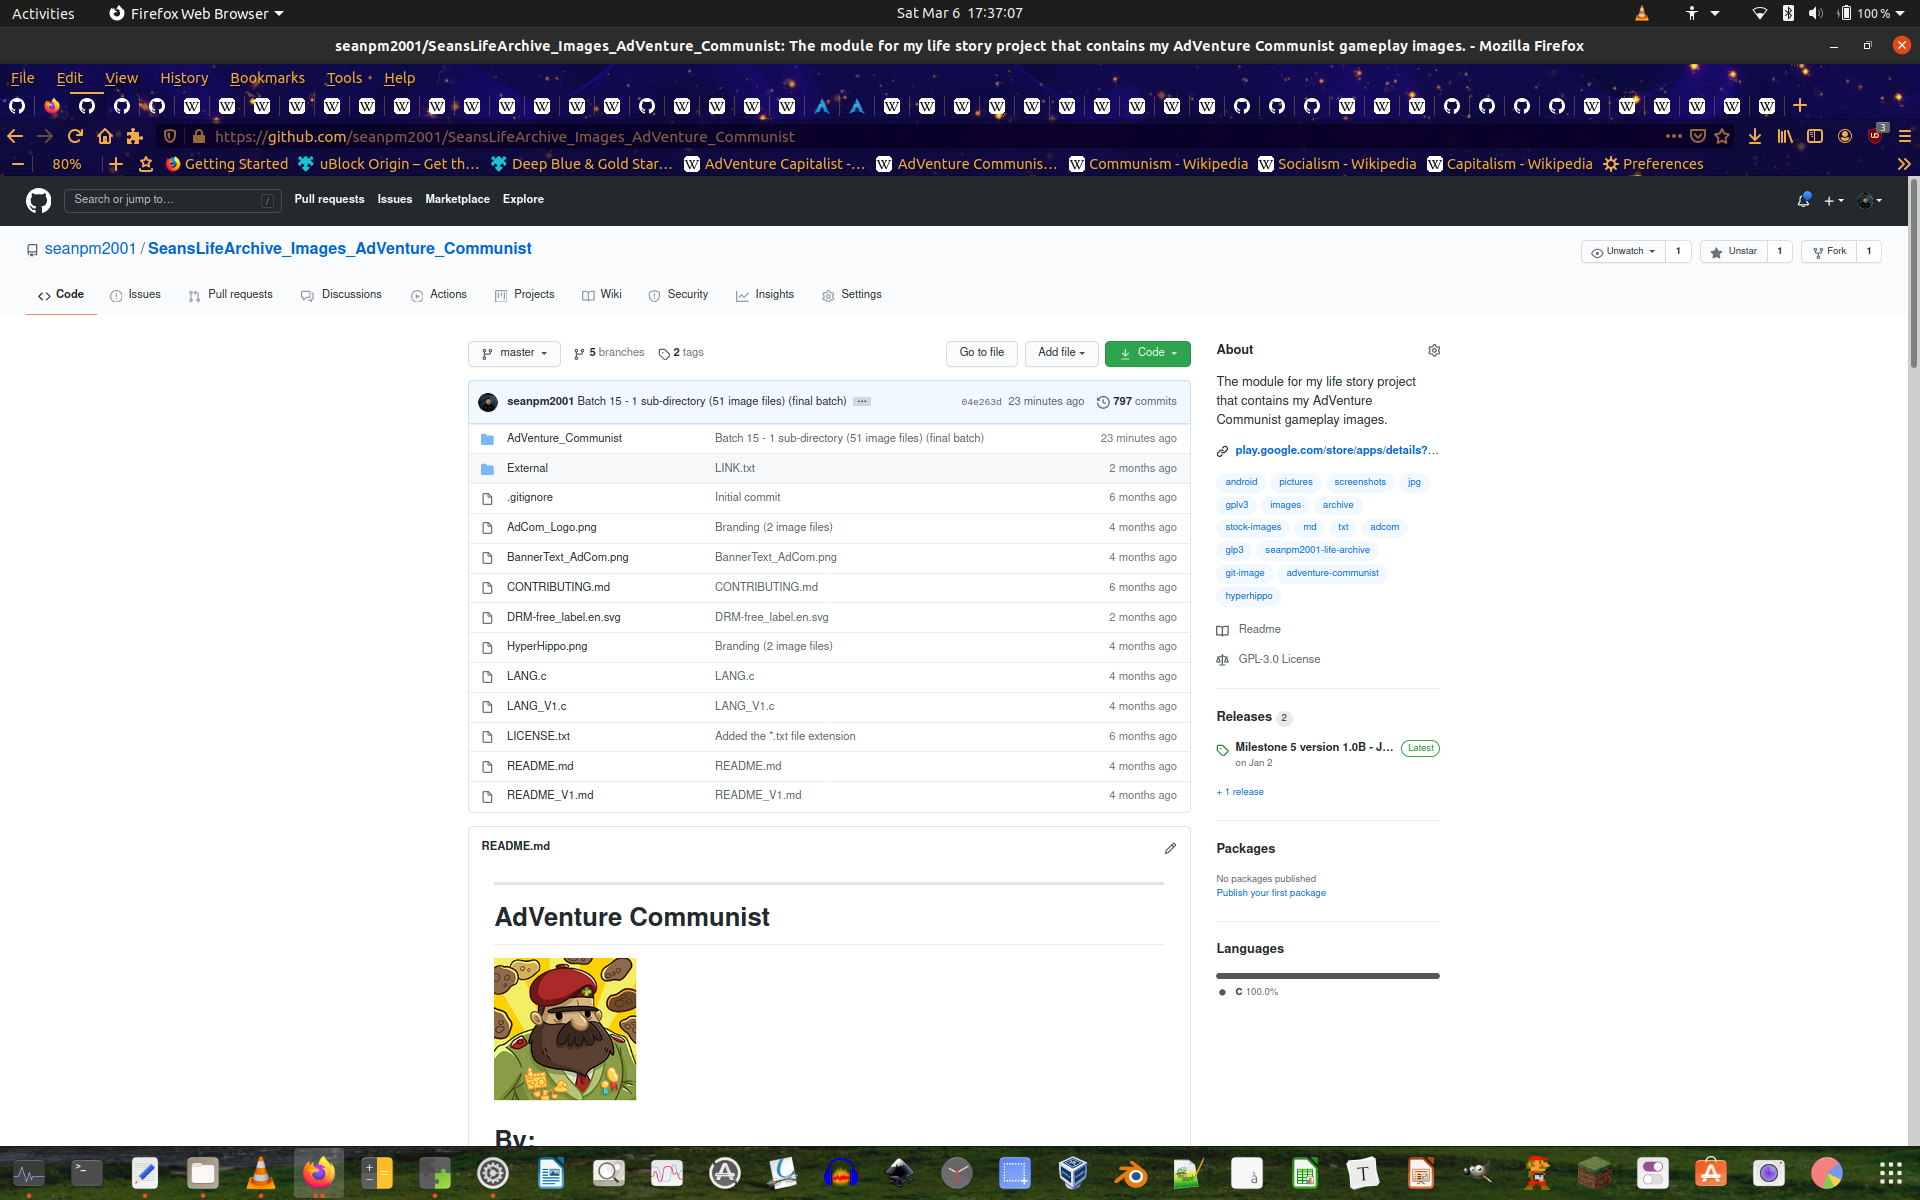 Activities
Firefox Web Browser
Sat Mar 6 17:37:07
100 %
seanpm2001/SeansLifeArchive_Images_AdVenture_Communist: The module for my life story project that contains my AdVenture Communist gameplay images. - Mozilla Firefox
File Edit View History Bookmarks Tools Help
https://github.com/seanpm2001/SeansLifeArchive_Images_AdVenture_Communist
3
80%
Getting Started
uBlock Origin – Get th…
Deep Blue & Gold Star…
AdVenture Capitalist -…
AdVenture Communis…
Communism - Wikipedia
Socialism - Wikipedia
Capitalism - Wikipedia
Preferences
Search or jump to…
/
Pull requests Issues Marketplace Explore
seanpm2001 / SeansLifeArchive_Images_AdVenture_Communist
Unwatch 1
Unstar 1
Fork 1
Code Issues Pull requests Discussions Actions Projects Wiki Security Insights Settings
master
5 branches
2 tags
Go to file
Add file
Code
seanpm2001 Batch 15 - 1 sub-directory (51 image files) (final batch) …
04e263d 23 minutes ago
797 commits
AdVenture_Communist Batch 15 - 1 sub-directory (51 image files) (final batch) 23 minutes ago
External LINK.txt 2 months ago
.gitignore Initial commit 6 months ago
AdCom_Logo.png Branding (2 image files) 4 months ago
BannerText_AdCom.png BannerText_AdCom.png 4 months ago
CONTRIBUTING.md CONTRIBUTING.md 6 months ago
DRM-free_label.en.svg DRM-free_label.en.svg 2 months ago
HyperHippo.png Branding (2 image files) 4 months ago
LANG.c LANG.c 4 months ago
LANG_V1.c LANG_V1.c 4 months ago
LICENSE.txt Added the *.txt file extension 6 months ago
README.md README.md 4 months ago
README_V1.md README_V1.md 4 months ago
README.md
AdVenture Communist
By:
About
The module for my life story project
that contains my AdVenture
Communist gameplay images.
play.google.com/store/apps/details?…
android pictures screenshots jpg
gplv3 images archive
stock-images md txt adcom
glp3 seanpm2001-life-archive
git-image adventure-communist
hyperhippo
Readme
GPL-3.0 License
Releases 2
Milestone 5 version 1.0B - J… Latest
on Jan 2
+ 1 release
Packages
No packages published
Publish your first package
Languages
C 100.0%